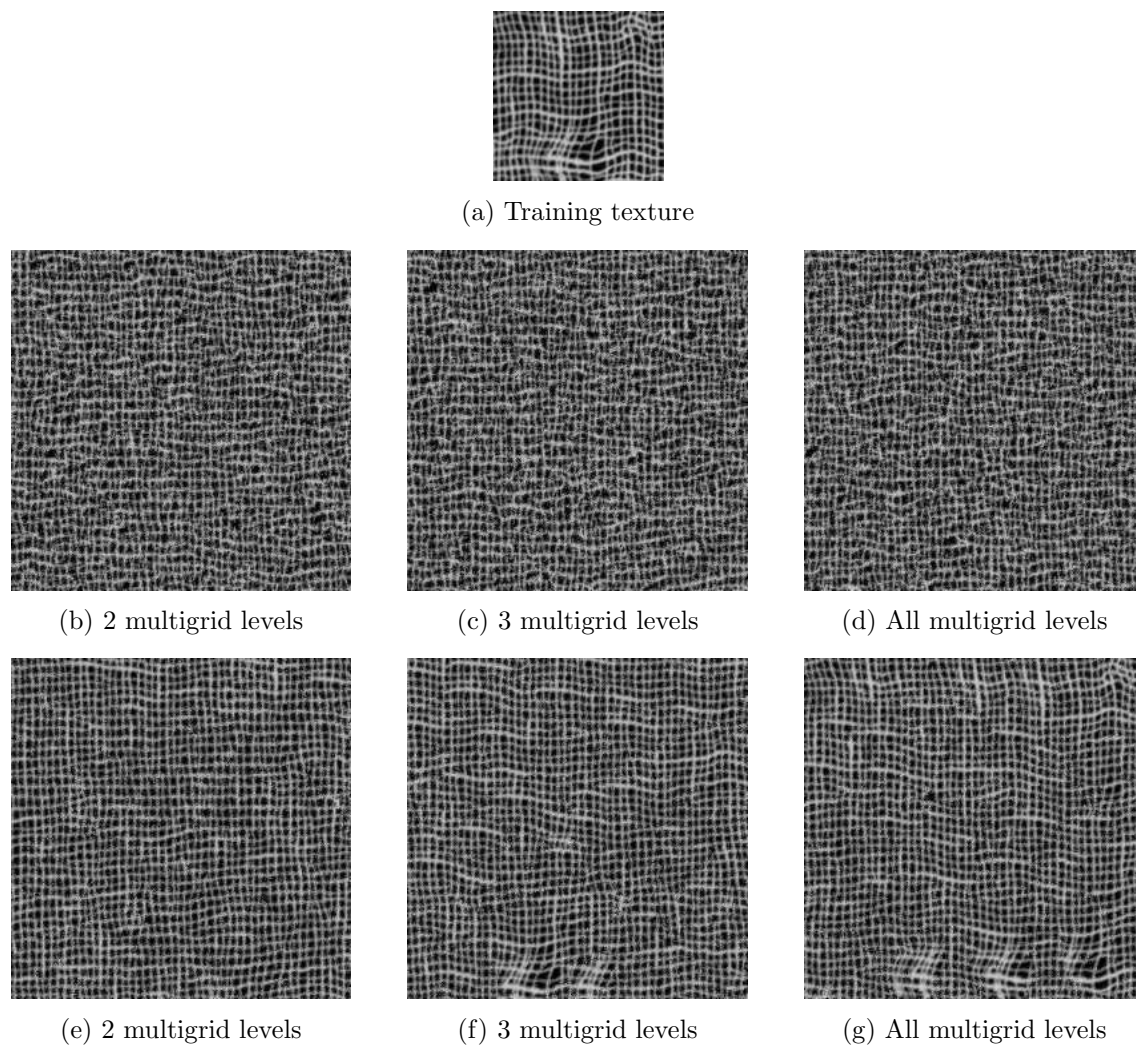 (a) Training texture
(b) 2 multigrid levels
(c) 3 multigrid levels
(d) All multigrid levels
(e) 2 multigrid levels
(f) 3 multigrid levels
(g) All multigrid levels